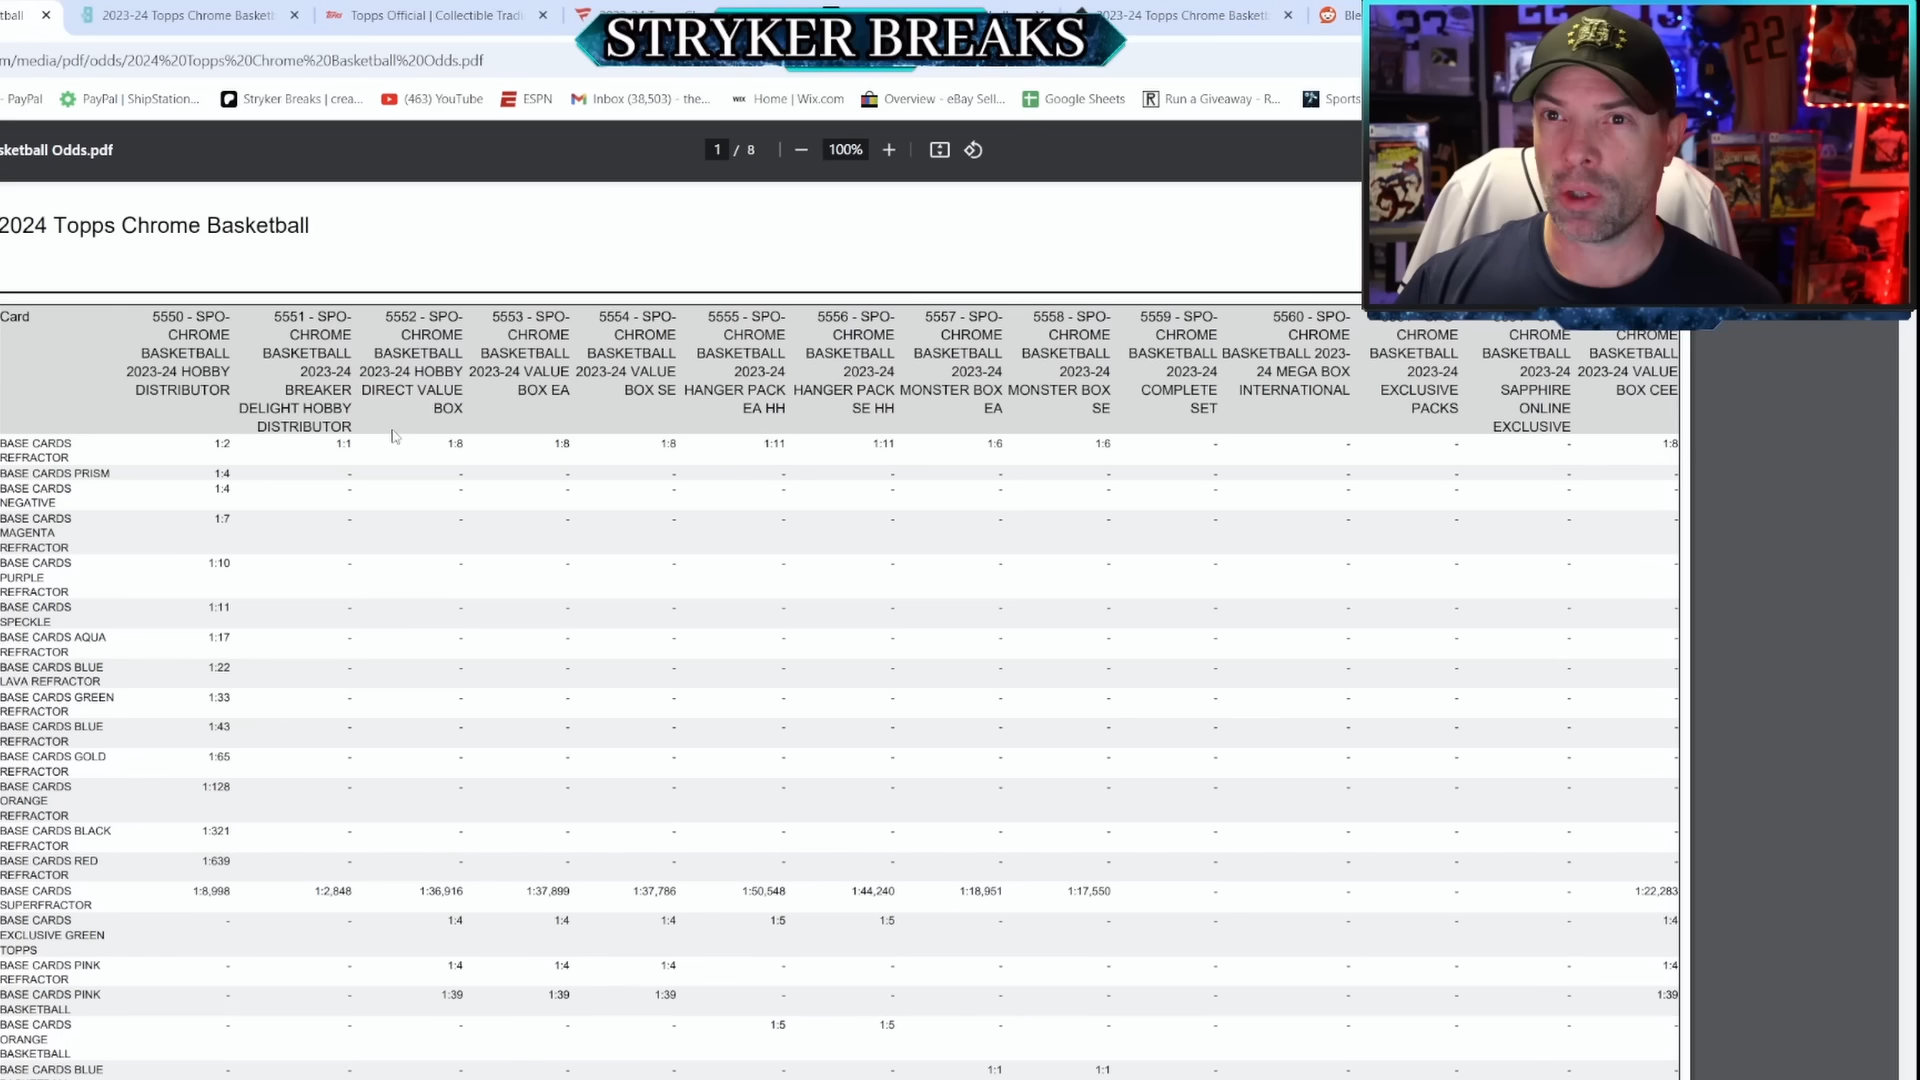 tball
2023-24 Topps Chrome Basketb
Topps Official | Collectible Tradi
2023-24 Topps Chrome Basketb
Ble
STRYKER BREAKS
m/media/pdf/odds/2024%20Topps%20Chrome%20Basketball%20Odds.pdf
- PayPal PayPal | ShipStation... Stryker Breaks | crea... (463) YouTube ESPN Inbox (38,503) - the... WIX Home | Wix.com Overview - eBay Sell... Google Sheets Run a Giveaway - R... Sports
sketball Odds.pdf
1 / 8 100%
2024 Topps Chrome Basketball
Card 5550 - SPO- 5551 - SPO- 5552 - SPO- 5553 - SPO- 5554 - SPO- 5555 - SPO- 5556 - SPO- 5557 - SPO- 5558 - SPO- 5559 - SPO- 5560 - SPO-
CHROME CHROME CHROME CHROME CHROME CHROME CHROME CHROME CHROME CHROME CHROME CHROME CHROME CHROME
BASKETBALL BASKETBALL BASKETBALL BASKETBALL BASKETBALL BASKETBALL BASKETBALL BASKETBALL BASKETBALL BASKETBALL BASKETBALL 2023- BASKETBALL BASKETBALL BASKETBALL
2023-24 HOBBY 2023-24 2023-24 HOBBY 2023-24 VALUE 2023-24 VALUE 2023-24 2023-24 2023-24 2023-24 2023-24 24 MEGA BOX 2023-24 2023-24 2023-24 VALUE
DISTRIBUTOR BREAKER DIRECT VALUE BOX EA BOX SE HANGER PACK HANGER PACK MONSTER BOX MONSTER BOX COMPLETE INTERNATIONAL EXCLUSIVE SAPPHIRE BOX CEE
DELIGHT HOBBY BOX EA HH SE HH EA SE SET PACKS ONLINE
DISTRIBUTOR EXCLUSIVE
BASE CARDS 1:2 1:1 1:8 1:8 1:8 1:11 1:11 1:6 1:6 - - - - 1:8
REFRACTOR
BASE CARDS PRISM 1:4 - - - - - - - - - - - - -
BASE CARDS 1:4 - - - - - - - - - - - - -
NEGATIVE
BASE CARDS 1:7 - - - - - - - - - - - - -
MAGENTA
REFRACTOR
BASE CARDS 1:10 - - - - - - - - - - - - -
PURPLE
REFRACTOR
BASE CARDS 1:11 - - - - - - - - - - - - -
SPECKLE
BASE CARDS AQUA 1:17 - - - - - - - - - - - - -
REFRACTOR
BASE CARDS BLUE 1:22 - - - - - - - - - - - - -
LAVA REFRACTOR
BASE CARDS GREEN 1:33 - - - - - - - - - - - - -
REFRACTOR
BASE CARDS BLUE 1:43 - - - - - - - - - - - - -
REFRACTOR
BASE CARDS GOLD 1:65 - - - - - - - - - - - - -
REFRACTOR
BASE CARDS 1:128 - - - - - - - - - - - - -
ORANGE
REFRACTOR
BASE CARDS BLACK 1:321 - - - - - - - - - - - - -
REFRACTOR
BASE CARDS RED 1:639 - - - - - - - - - - - - -
REFRACTOR
BASE CARDS 1:8,998 1:2,848 1:36,916 1:37,899 1:37,786 1:50,548 1:44,240 1:18,951 1:17,550 - - - - 1:22,283
SUPERFRACTOR
BASE CARDS - - 1:4 1:4 1:4 1:5 1:5 - - - - - - 1:4
EXCLUSIVE GREEN
TOPPS
BASE CARDS PINK - - 1:4 1:4 1:4 - - - - - - - - 1:4
REFRACTOR
BASE CARDS PINK - - 1:39 1:39 1:39 - - - - - - - - 1:39
BASKETBALL
BASE CARDS - - - - - 1:5 1:5 - - - - - - -
ORANGE
BASKETBALL
BASE CARDS BLUE - - - - - - - 1:1 1:1 - - - - -